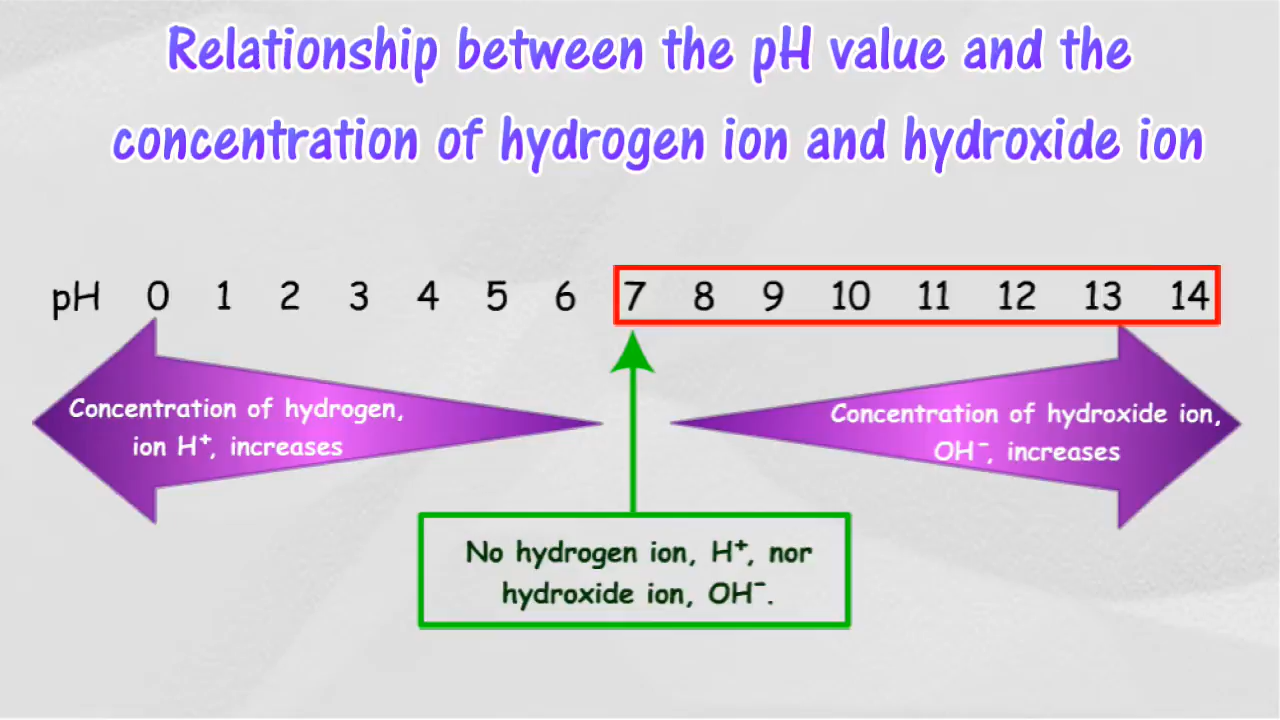 Relationship between the pH value and the
concentration of hydrogen ion and hydroxide ion
pH 0 1 2 3 4 5 6 7 8 9 10 11 12 13 14
Concentration of hydrogen,
ion H⁺, increases
Concentration of hydroxide ion,
OH⁻, increases
No hydrogen ion, H⁺, nor
hydroxide ion, OH⁻.